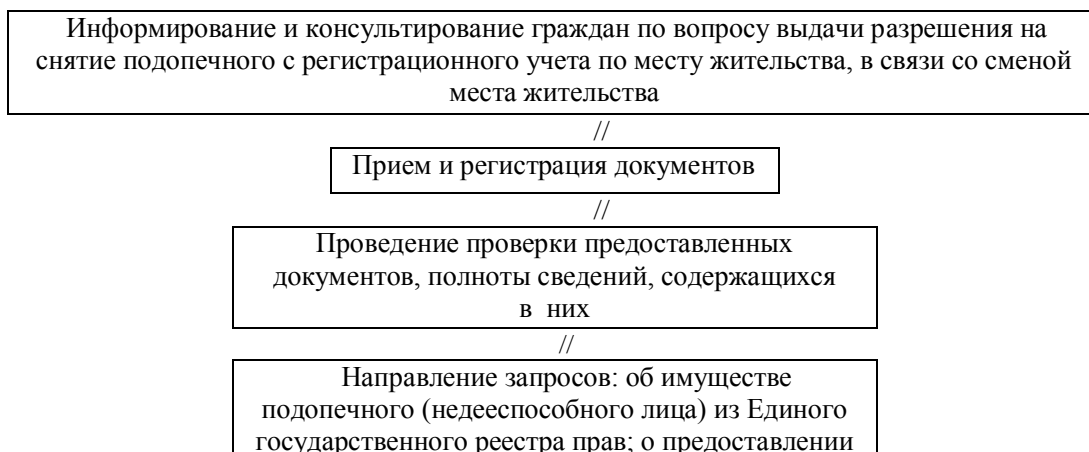 Информирование и консультирование граждан по вопросу выдачи разрешения на
снятие подопечного с регистрационного учета по месту жительства, в связи со сменой
места жительства
//
Прием и регистрация документов
//
Проведение проверки предоставленных
документов, полноты сведений, содержащихся
в них
//
Направление запросов: об имуществе
подопечного (недееспособного лица) из Единого
государственного реестра прав; о предоставлении